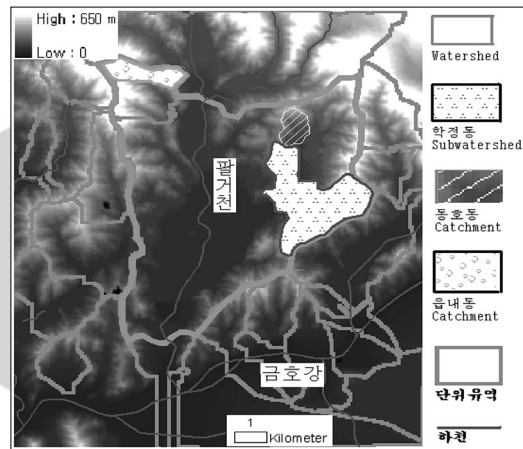 High : 650 m
Low : 0
팔거천
금호강
1
Kilometer
Watershed
학정동
Subwatershed
동호동
Catchment
읍내동
Catchment
단위유역
하천